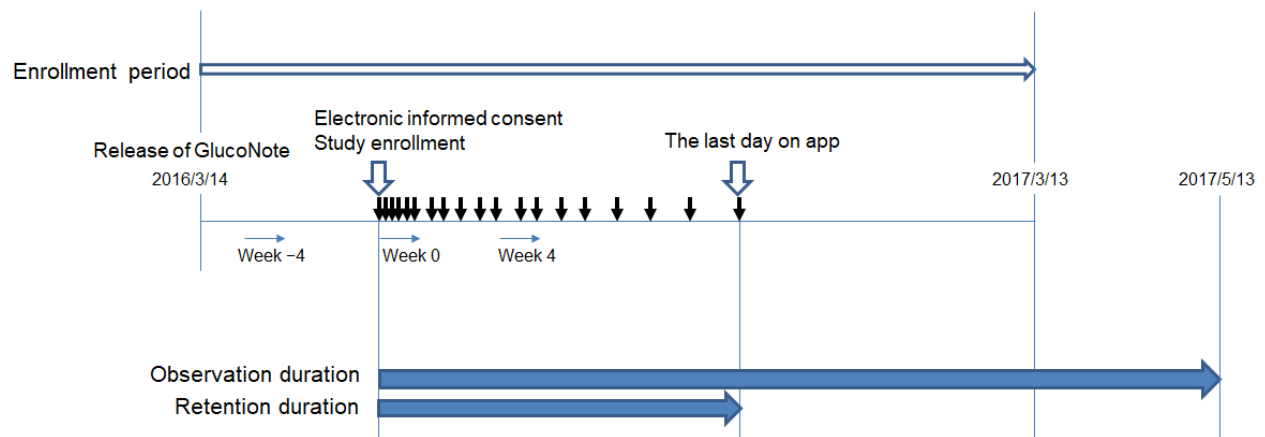 Enrollment period
Electronic informed consent
Study enrollment
The last day on app
Release of GlucoNote
2016/3/14
2017/3/13
2017/5/13
Week −4
Week 0
Week 4
Observation duration
Retention duration